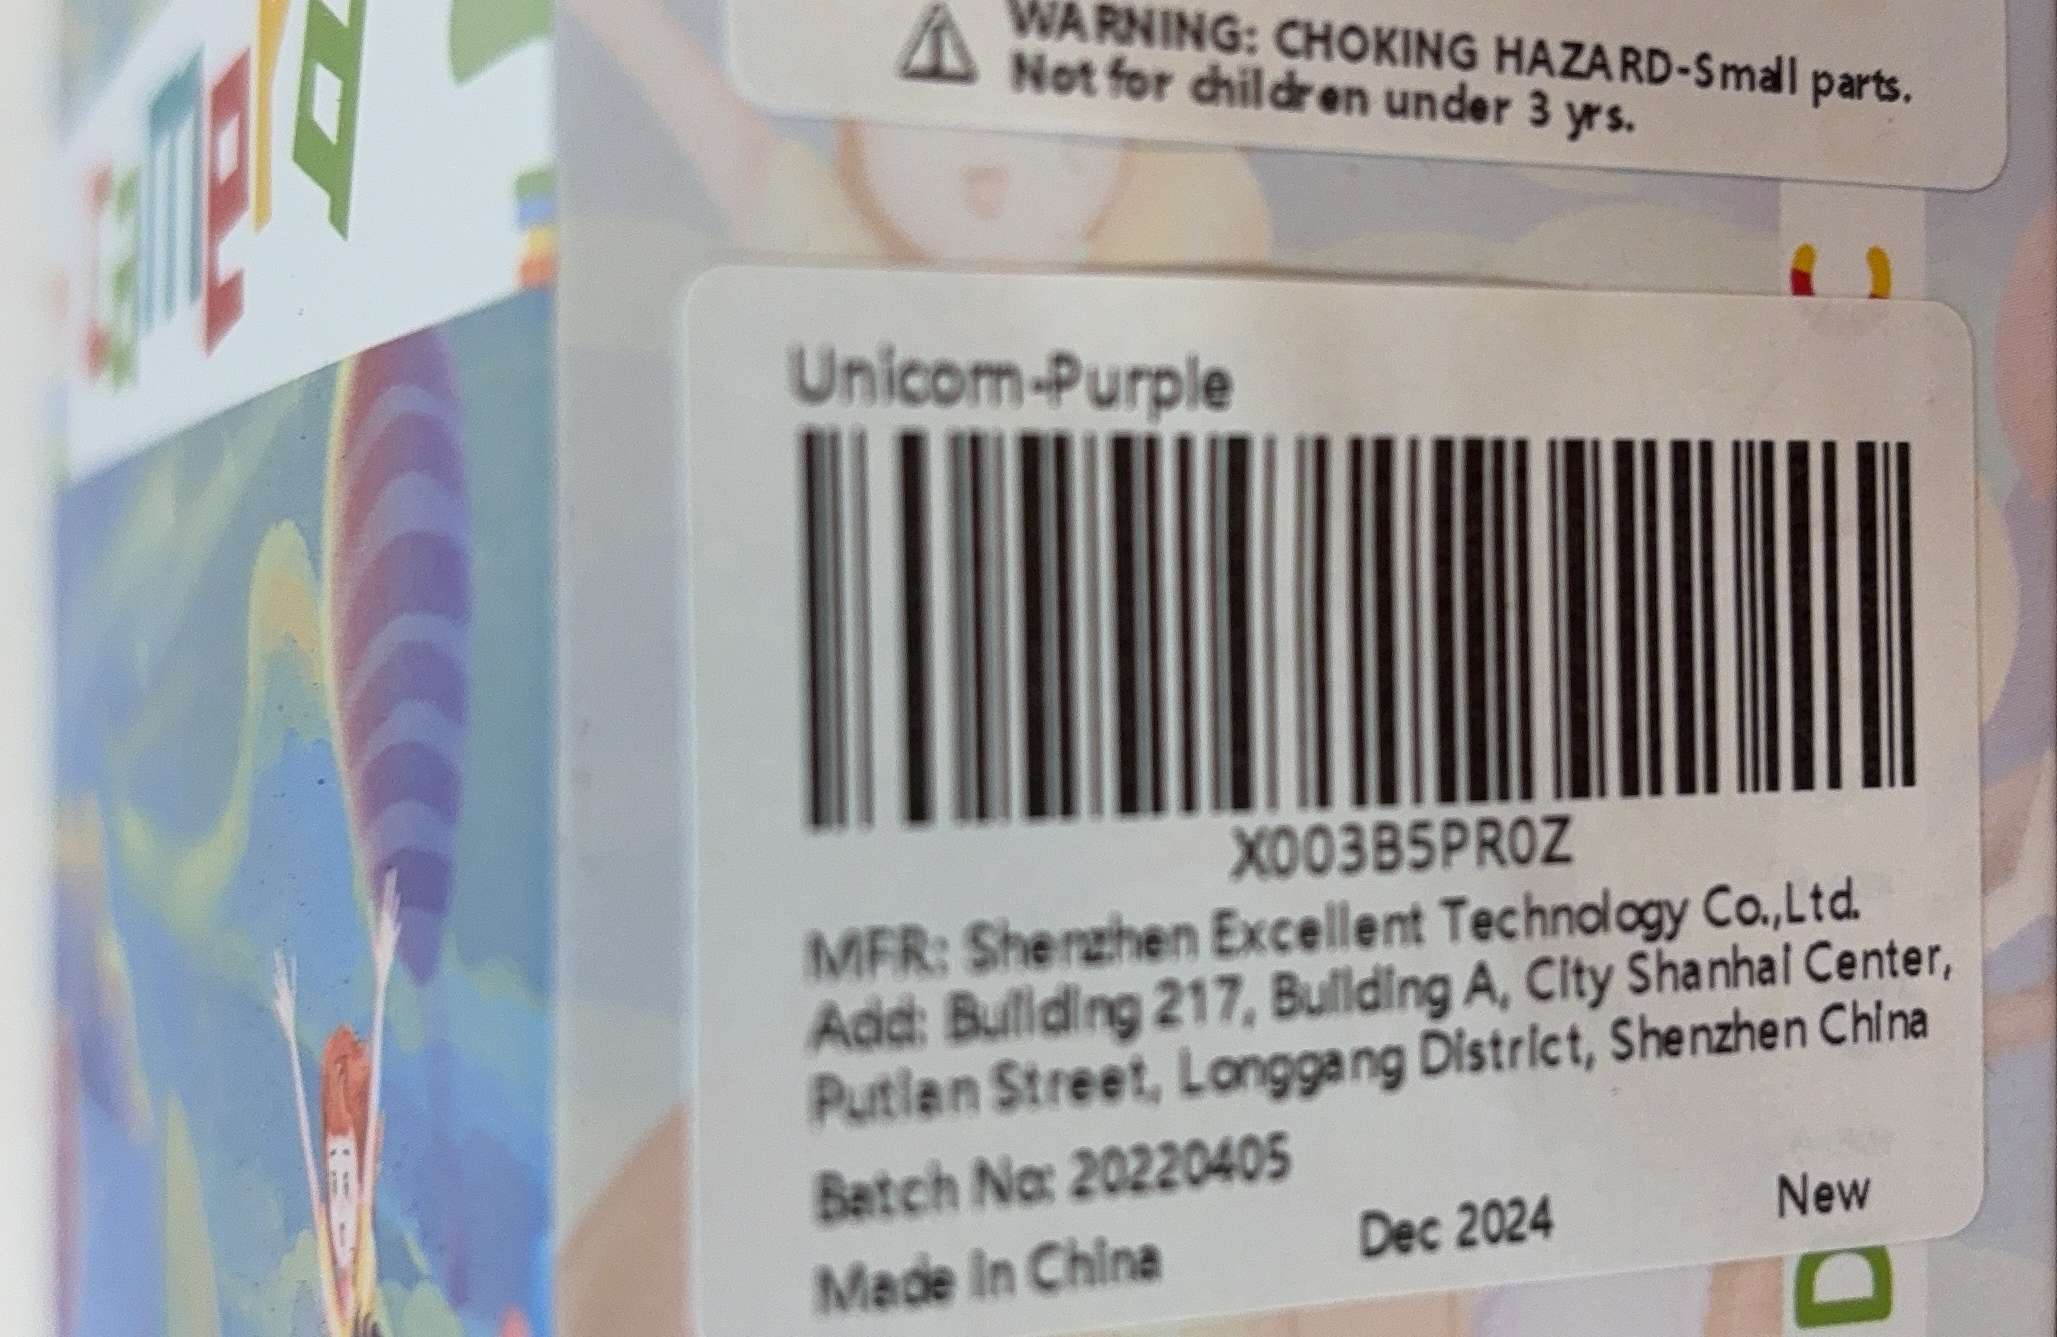 camera
WARNING: CHOKING HAZARD-Small parts.
Not for children under 3 yrs.
Unicorn-Purple
X003B5PR0Z
MFR: Shenzhen Excellent Technology Co.,Ltd.
Add: Building 217, Building A, City Shanhai Center,
Putian Street, Longgang District, Shenzhen China
Batch No: 20220405
Made in China
Dec 2024
New
D